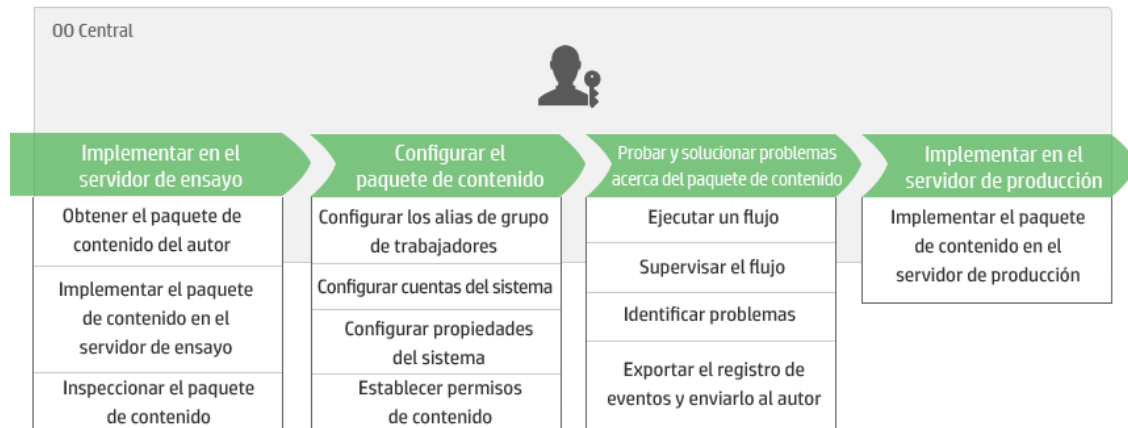 OO Central
Implementar en el
servidor de ensayo
Obtener el paquete de
contenido del autor
Implementar el paquete
de contenido en el
servidor de ensayo
Inspeccionar el paquete
de contenido
Configurar el
paquete de contenido
Configurar los alias de grupo
de trabajadores
Configurar cuentas del sistema
Configurar propiedades
del sistema
Establecer permisos
de contenido
Probar y solucionar problemas
acerca del paquete de contenido
Ejecutar un flujo
Supervisar el flujo
Identificar problemas
Exportar el registro de
eventos y enviarlo al autor
Implementar en el
servidor de producción
Implementar el paquete
de contenido en el
servidor de producción